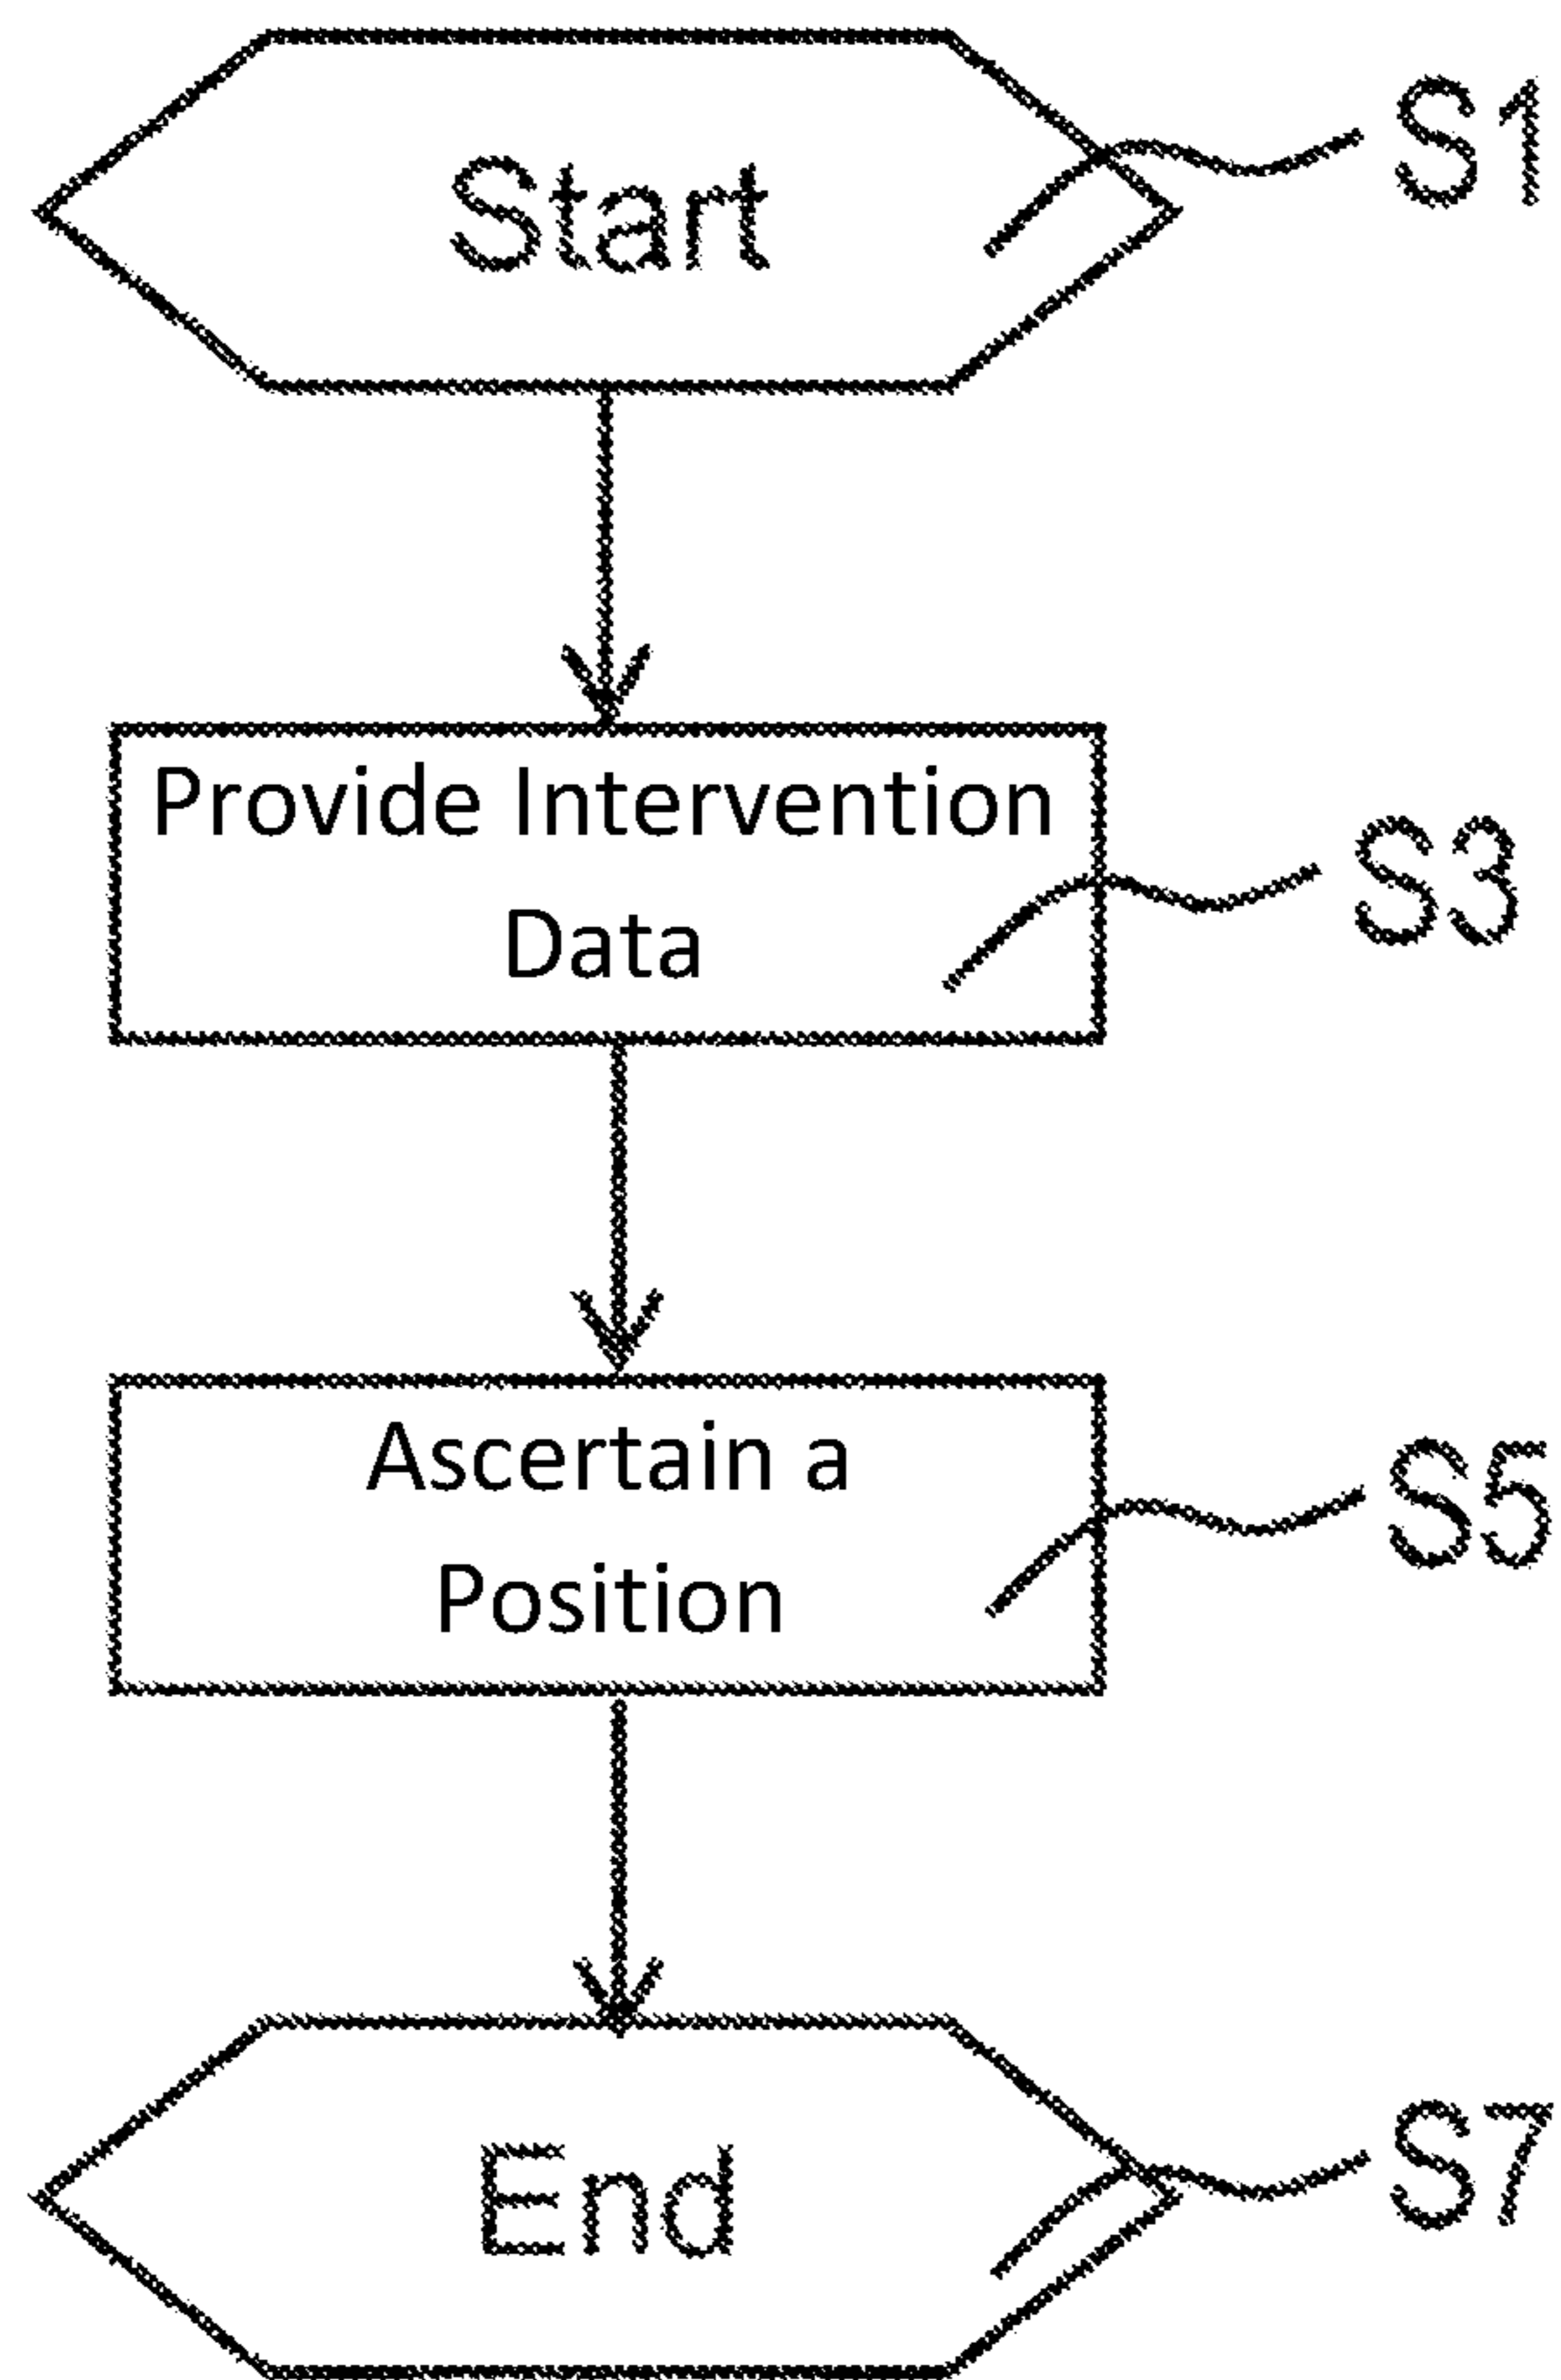 Start
S1
Provide Intervention
Data
S3
Ascertain a
Position
S5
End
S7